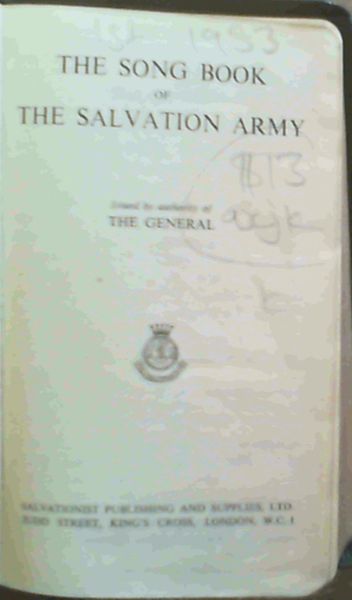 1st 1953
THE SONG BOOK
OF
THE SALVATION ARMY
Issued by authority of
THE GENERAL
SALVATIONIST PUBLISHING AND SUPPLIES, LTD
JUDD STREET, KING'S CROSS, LONDON, W.C.1